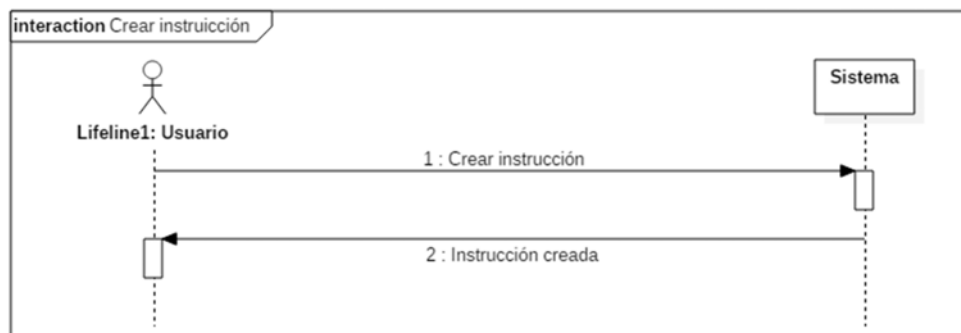 interaction Crear instruicción
Sistema
Lifeline1: Usuario
1 : Crear instrucción
2 : Instrucción creada